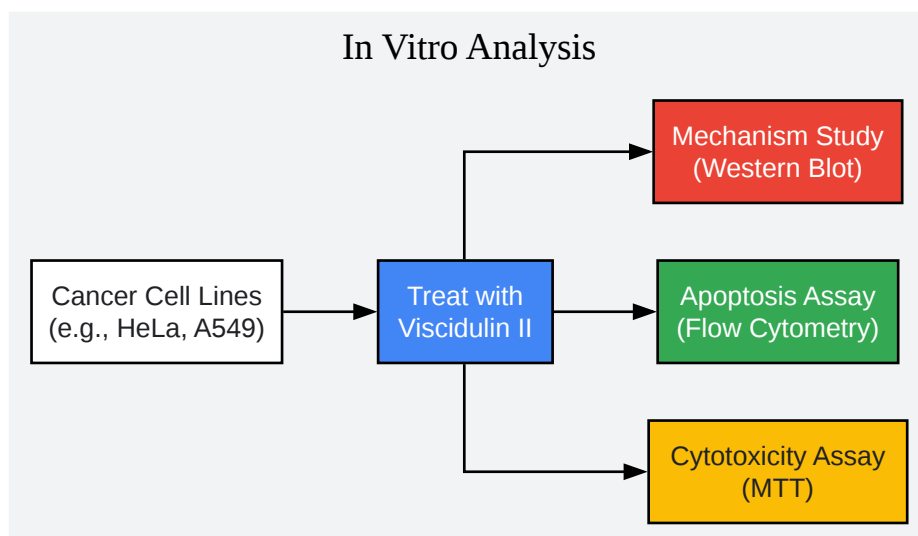 In Vitro Analysis
Mechanism Study
(Western Blot)
Cancer Cell Lines
(e.g., HeLa, A549)
Treat with
Viscidulin II
Apoptosis Assay
(Flow Cytometry)
Cytotoxicity Assay
(MTT)